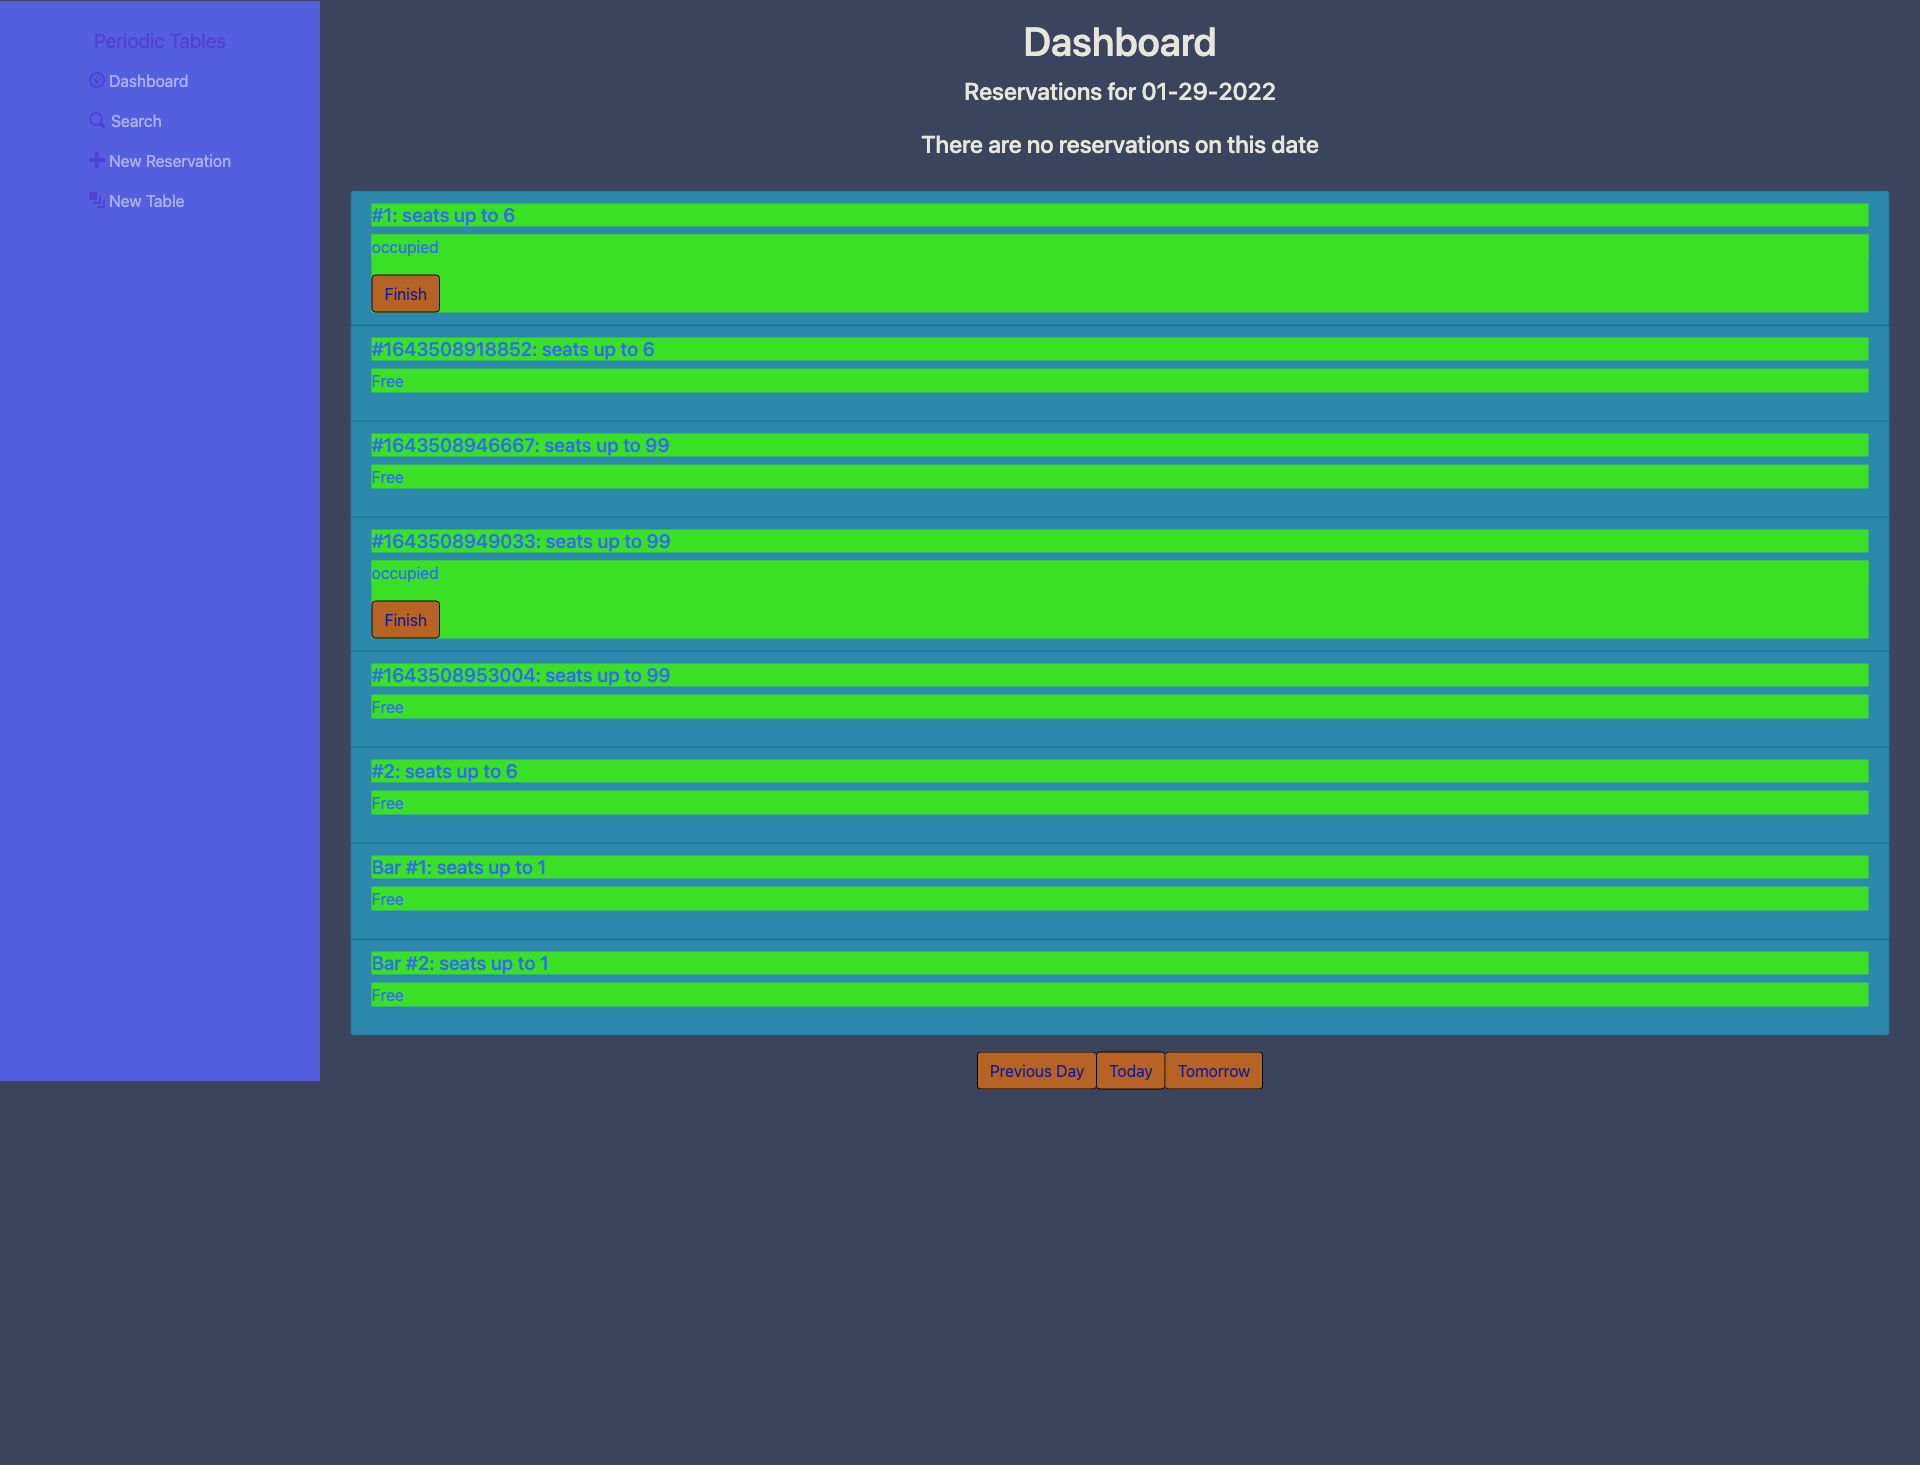 Periodic Tables
Dashboard
Search
New Reservation
New Table
Dashboard
Reservations for 01-29-2022
There are no reservations on this date
#1: seats up to 6
occupied
Finish
#1643508918852: seats up to 6
Free
#1643508946667: seats up to 99
Free
#1643508949033: seats up to 99
occupied
Finish
#1643508953004: seats up to 99
Free
#2: seats up to 6
Free
Bar #1: seats up to 1
Free
Bar #2: seats up to 1
Free
Previous Day Today Tomorrow